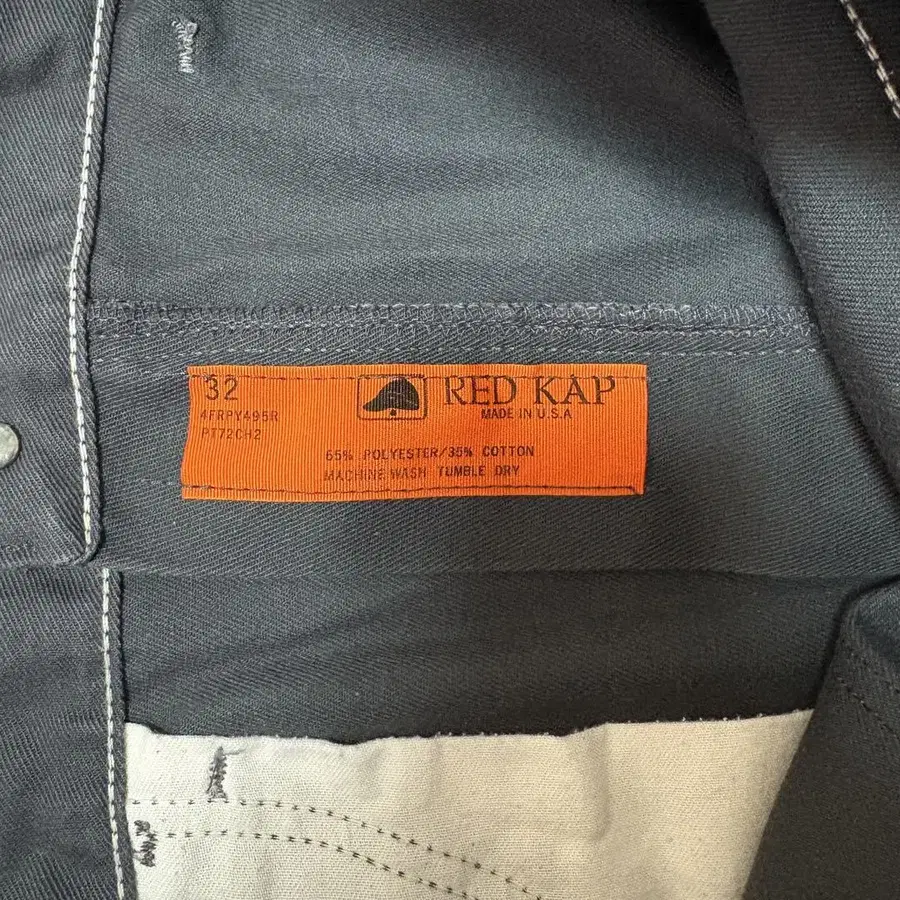 32
RED KAP
MADE IN U.S.A
4FRPY495R
PT72CH2
65% POLYESTER/35% COTTON
MACHINE WASH TUMBLE DRY